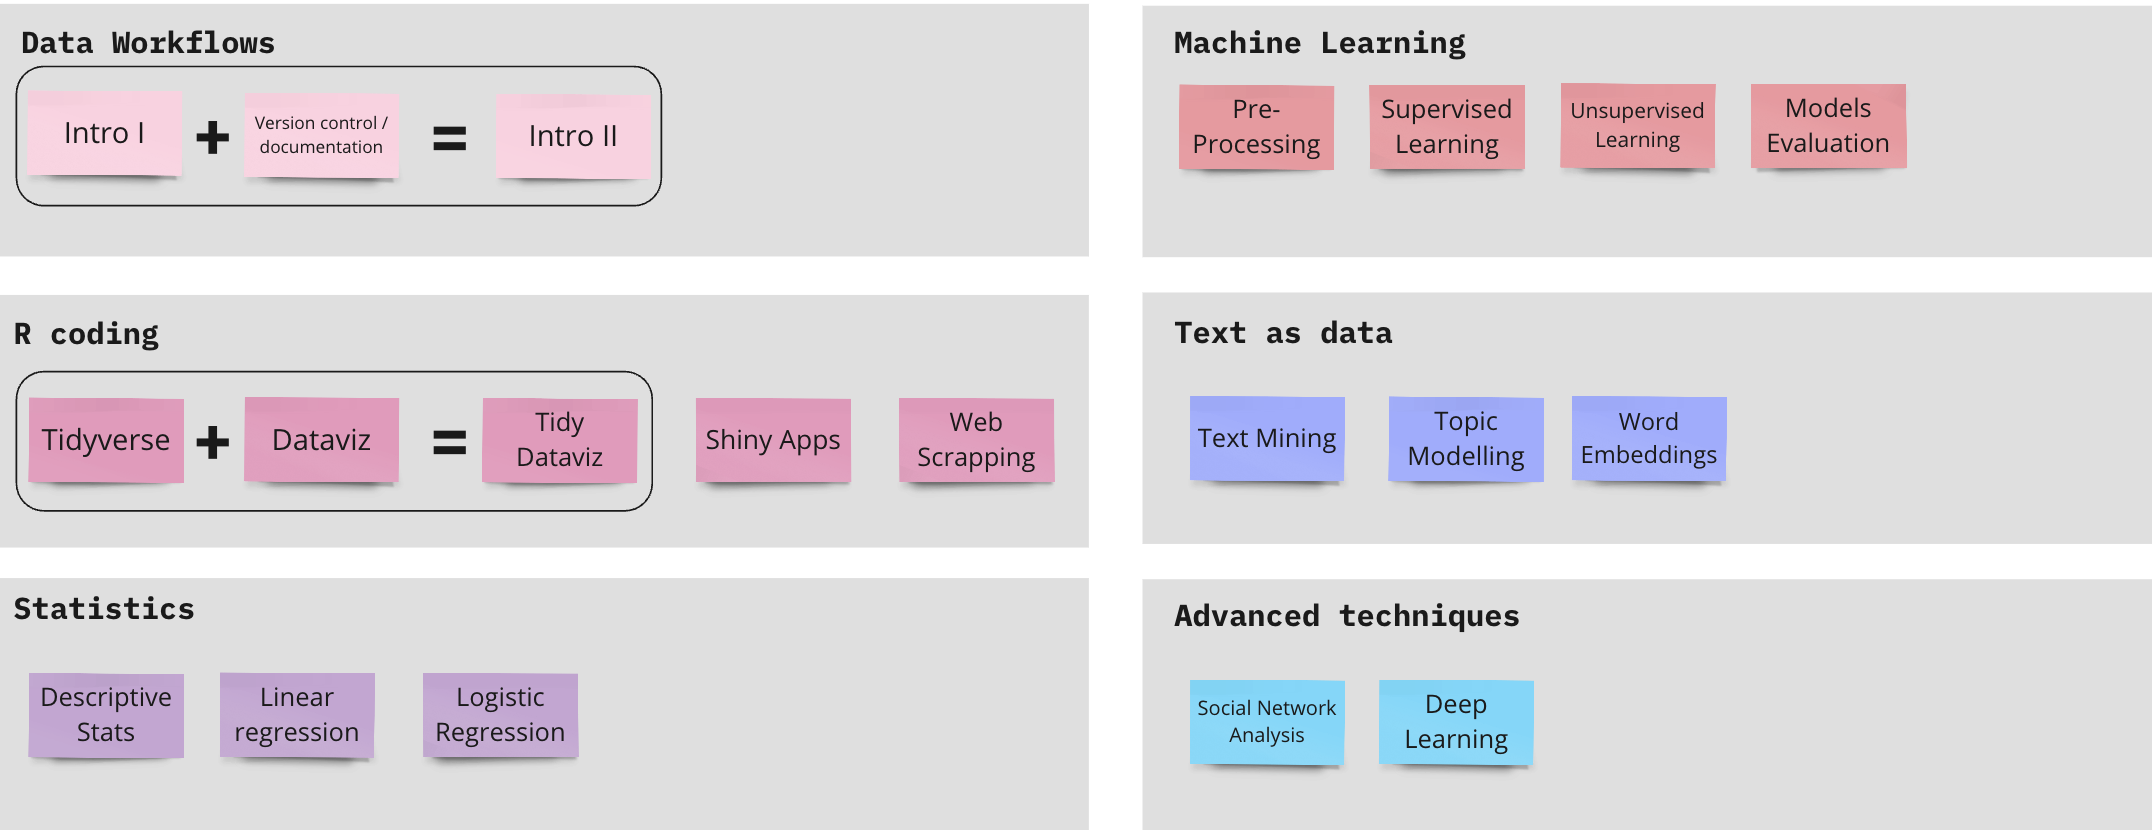 Data Workflows
Intro I
+
Version control /
documentation
=
Intro II
Machine Learning
Pre-
Processing
Supervised
Learning
Unsupervised
Learning
Models
Evaluation
R coding
Tidyverse
+
Dataviz
=
Tidy
Dataviz
Shiny Apps
Web
Scrapping
Text as data
Text Mining
Topic
Modelling
Word
Embeddings
Statistics
Descriptive
Stats
Linear
regression
Logistic
Regression
Advanced techniques
Social Network
Analysis
Deep
Learning